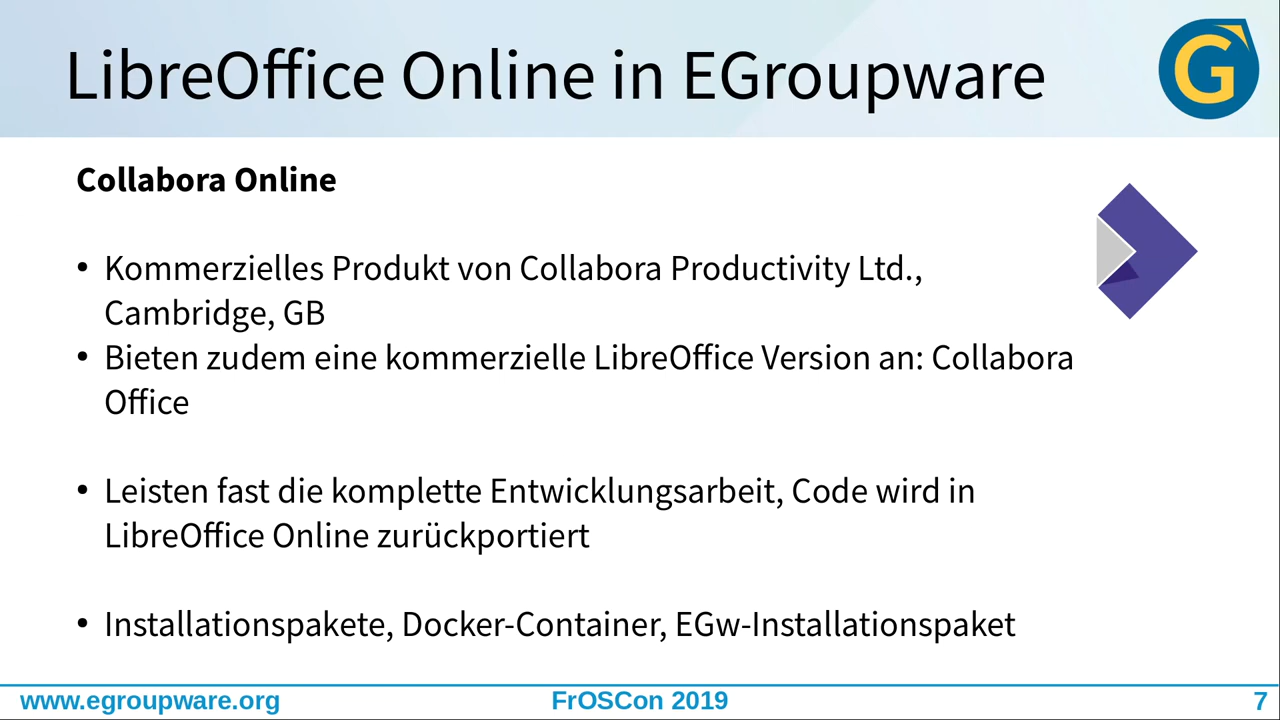 LibreOffice Online in EGroupware
G
Collabora Online
• Kommerzielles Produkt von Collabora Productivity Ltd.,
Cambridge, GB
• Bieten zudem eine kommerzielle LibreOffice Version an: Collabora
Office
• Leisten fast die komplette Entwicklungsarbeit, Code wird in
LibreOffice Online zurückportiert
• Installationspakete, Docker-Container, EGw-Installationspaket
www.egroupware.org
FrOSCon 2019
7